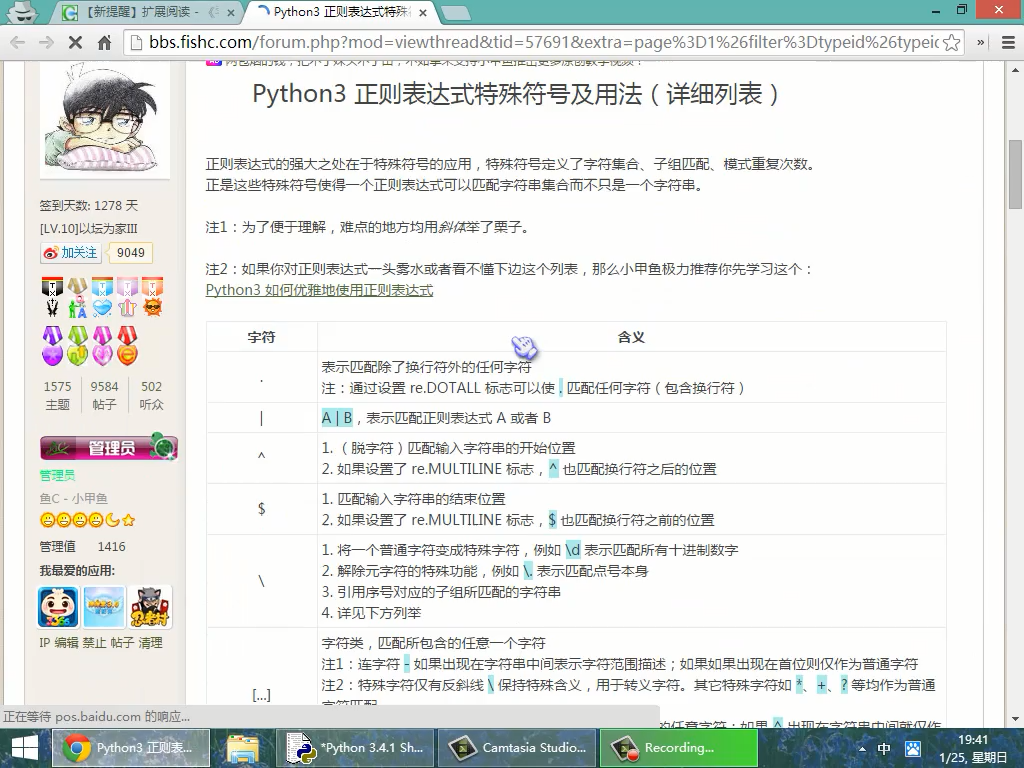 【新提醒】扩展阅读 - 《
Python3 正则表达式特殊
bbs.fishc.com/forum.php?mod=viewthread&tid=57691&extra=page%3D1%26filter%3Dtypeid%26typeic
Python3 正则表达式特殊符号及用法（详细列表）
正则表达式的强大之处在于特殊符号的应用，特殊符号定义了字符集合、子组匹配、模式重复次数。
正是这些特殊符号使得一个正则表达式可以匹配字符串集合而不只是一个字符串。
注1：为了便于理解，难点的地方均用斜体举了栗子。
注2：如果你对正则表达式一头雾水或者看不懂下边这个列表，那么小甲鱼极力推荐你先学习这个：
Python3 如何优雅地使用正则表达式
签到天数: 1278 天
[LV.10]以坛为家III
加关注 9049
1575 9584 502
主题 帖子 听众
管理员
管理员
鱼C - 小甲鱼
管理值 1416
我最爱的应用:
IP 编辑 禁止 帖子 清理
字符 含义
. 表示匹配除了换行符外的任何字符
注：通过设置 re.DOTALL 标志可以使 . 匹配任何字符（包含换行符）
| A | B，表示匹配正则表达式 A 或者 B
^ 1. （脱字符）匹配输入字符串的开始位置
2. 如果设置了 re.MULTILINE 标志，^ 也匹配换行符之后的位置
$ 1. 匹配输入字符串的结束位置
2. 如果设置了 re.MULTILINE 标志，$ 也匹配换行符之前的位置
\ 1. 将一个普通字符变成特殊字符，例如 \d 表示匹配所有十进制数字
2. 解除元字符的特殊功能，例如 \. 表示匹配点号本身
3. 引用序号对应的子组所匹配的字符串
4. 详见下方列举
[...] 字符类，匹配所包含的任意一个字符
注1：连字符 - 如果出现在字符串中间表示字符范围描述；如果如果出现在首位则仅作为普通字符
注2：特殊字符仅有反斜线 \ 保持特殊含义，用于转义字符。其它特殊字符如 *、+、? 等均作为普通
字符匹配
的任意字符；如果 ^ 出现在字符串中间就仅作
正在等待 pos.baidu.com 的响应...
Python3 正则表...
*Python 3.4.1 Sh...
Camtasia Studio...
Recording...
中
19:41
1/25, 星期日